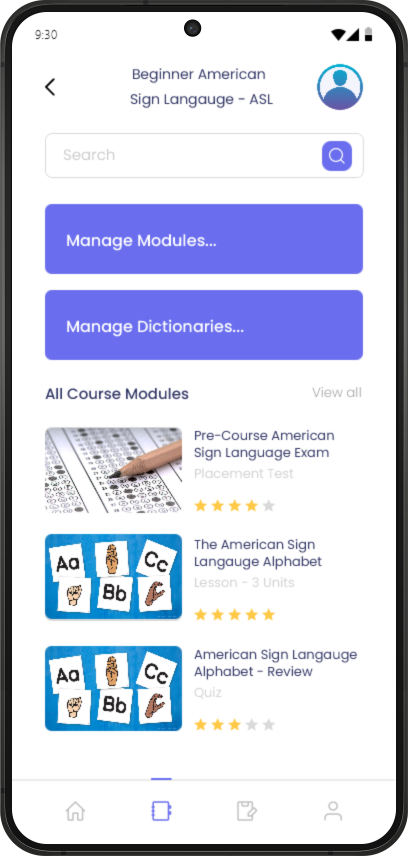 9:30
Beginner American
Sign Langauge - ASL
Search
Manage Modules...
Manage Dictionaries...
All Course Modules
View all
Pre-Course American
Sign Language Exam
Placement Test
Aa
Cc
Bb
The American Sign
Langauge Alphabet
Lesson - 3 Units
Aa
Cc
Bb
American Sign Langauge
Alphabet - Review
Quiz